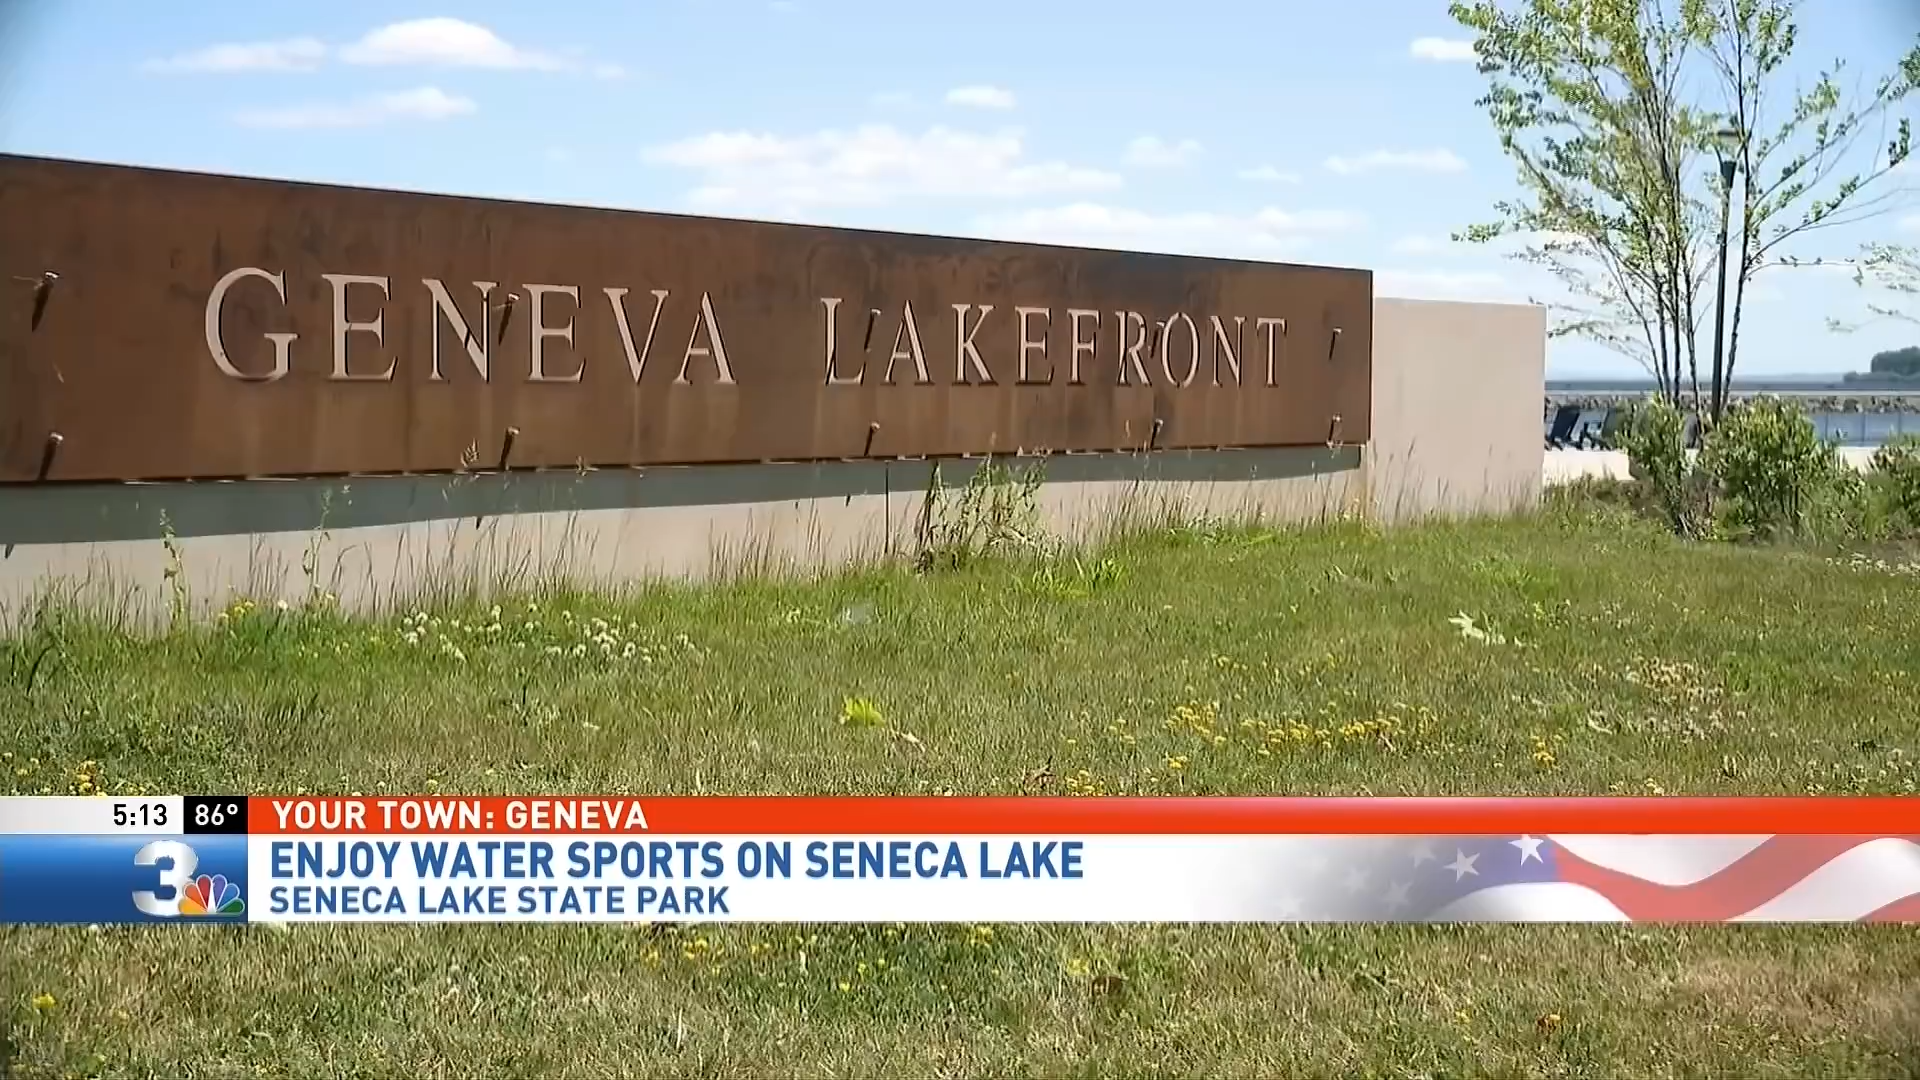 GENEVA LAKEFRONT
5:13 86° YOUR TOWN: GENEVA
3
ENJOY WATER SPORTS ON SENECA LAKE
SENECA LAKE STATE PARK